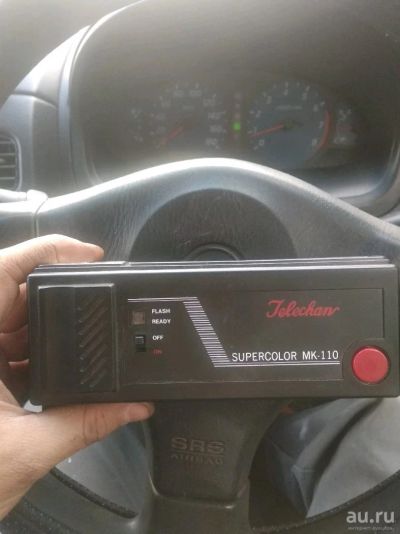 Telechan
FLASH
READY
OFF
ON
SUPERCOLOR MK-110
SRS
AIRBAG
au.ru